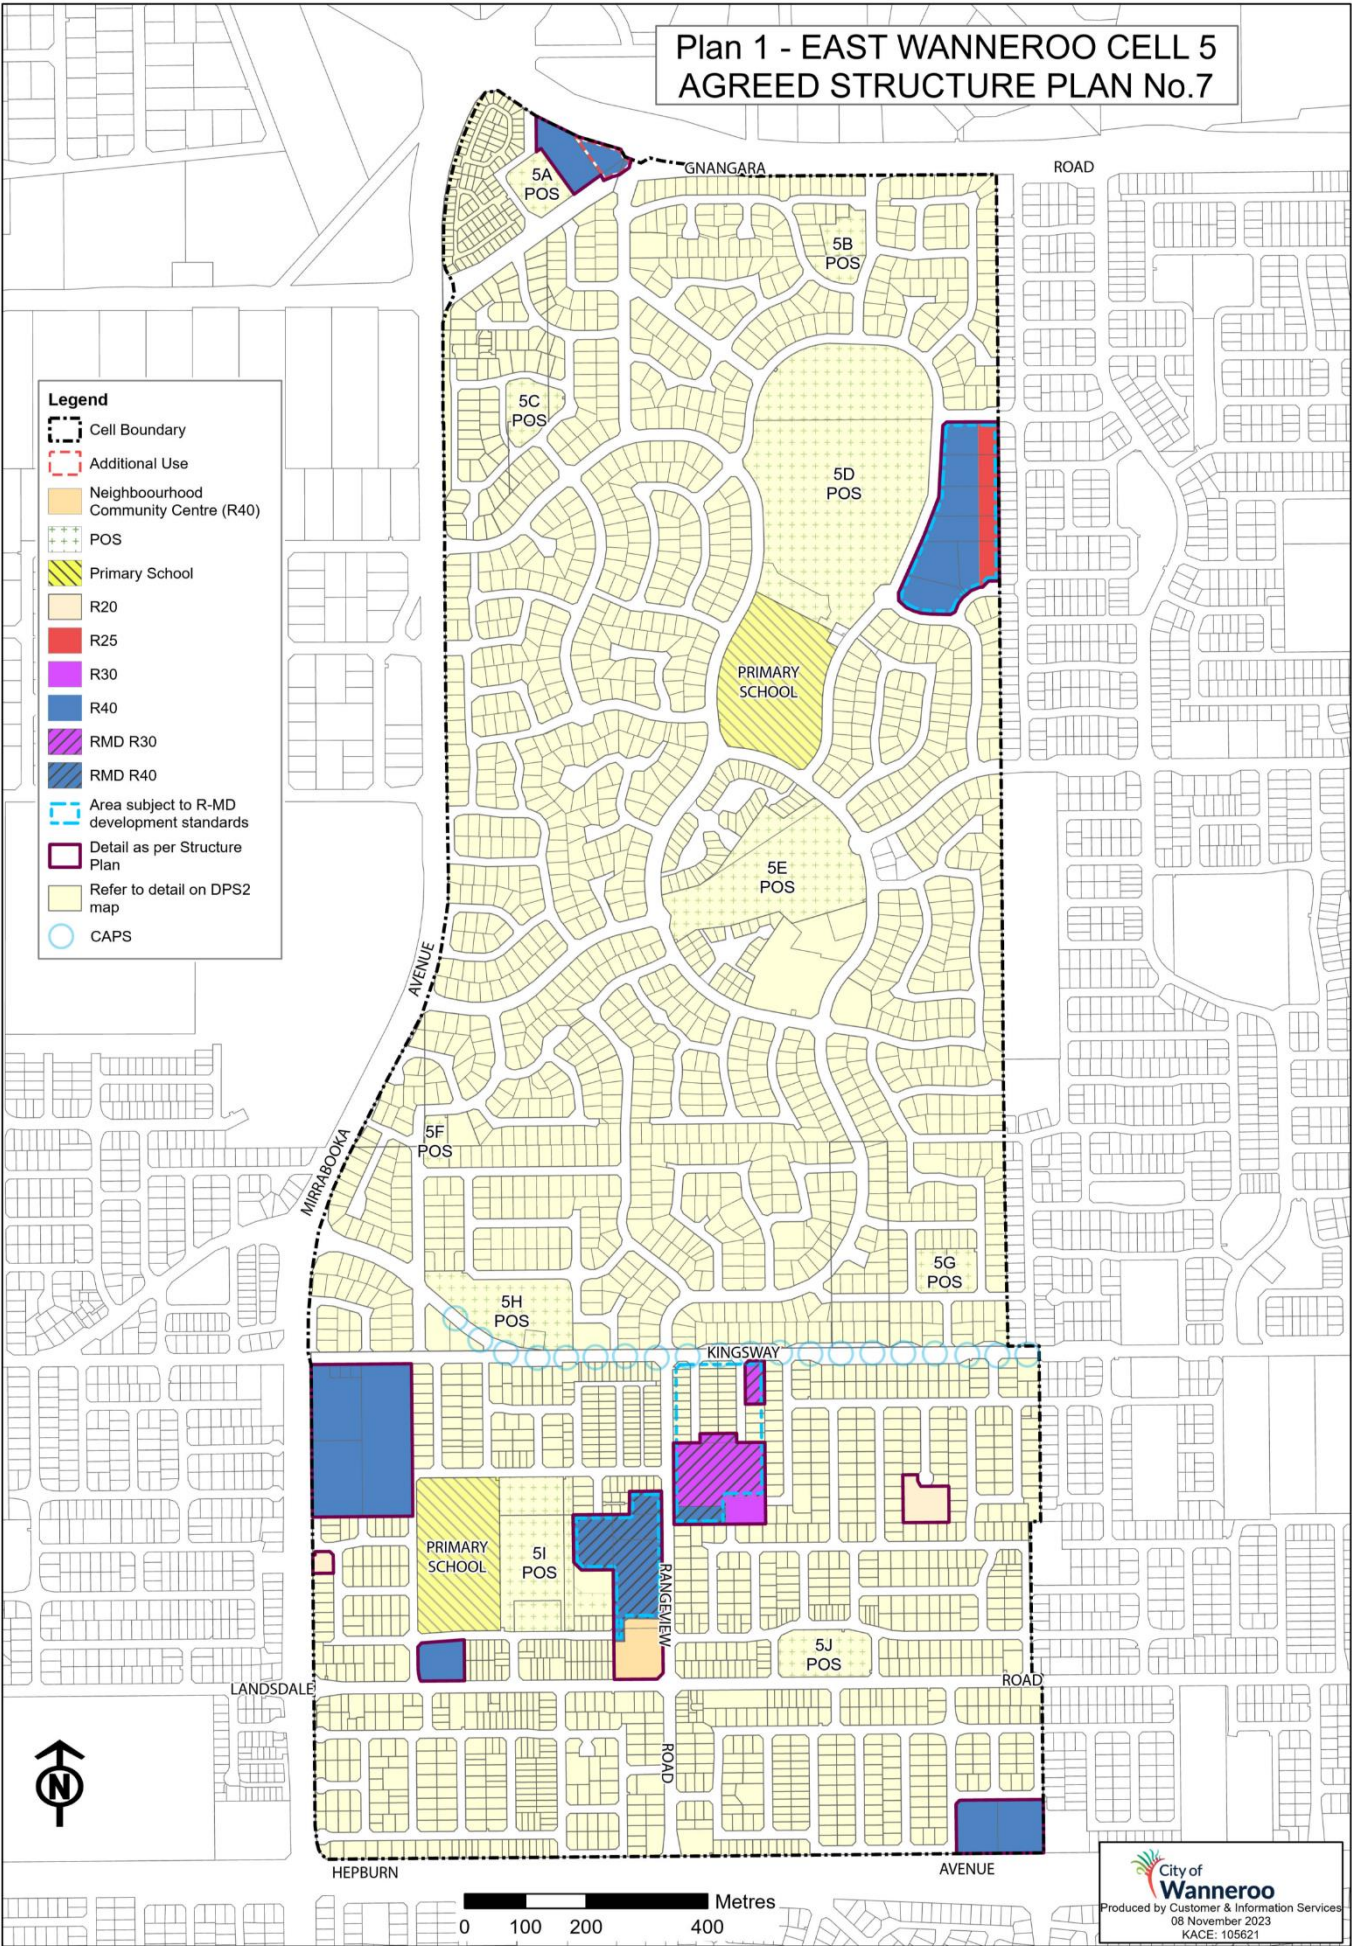 Plan 1 - EAST WANNEROO CELL 5
AGREED STRUCTURE PLAN No.7
GNANGARA
ROAD
5A
POS
5B
POS
Legend
Cell Boundary
Additional Use
Neighbourhood
Community Centre (R40)
POS
Primary School
R20
R25
R30
R40
RMD R30
RMD R40
Area subject to R-MD
development standards
Detail as per Structure
Plan
Refer to detail on DPS2
map
CAPS
5C
POS
5D
POS
PRIMARY
SCHOOL
5E
POS
AVENUE
MIRRABOOKA
5F
POS
5G
POS
5H
POS
KINGSWAY
PRIMARY
SCHOOL
5I
POS
RANGEVIEW
5J
POS
LANDSDALE
ROAD
ROAD
HEPBURN
AVENUE
N
Metres
0 100 200 400
City of
Wanneroo
Produced by Customer & Information Services
08 November 2023
KACE: 105621